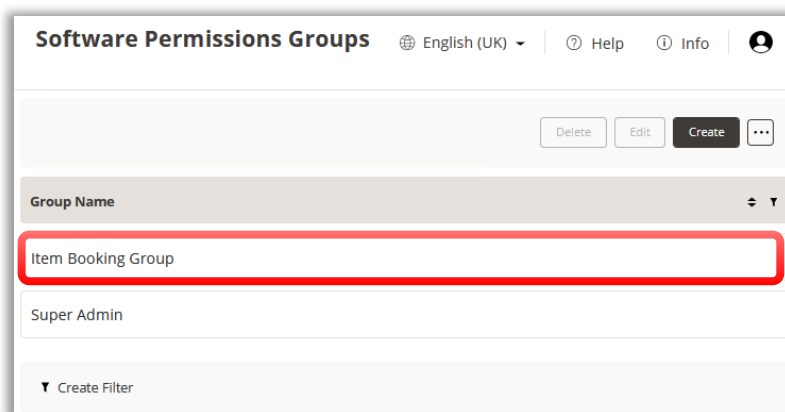 Software Permissions Groups English (UK) Help Info
Delete Edit Create
Group Name
Item Booking Group
Super Admin
Create Filter